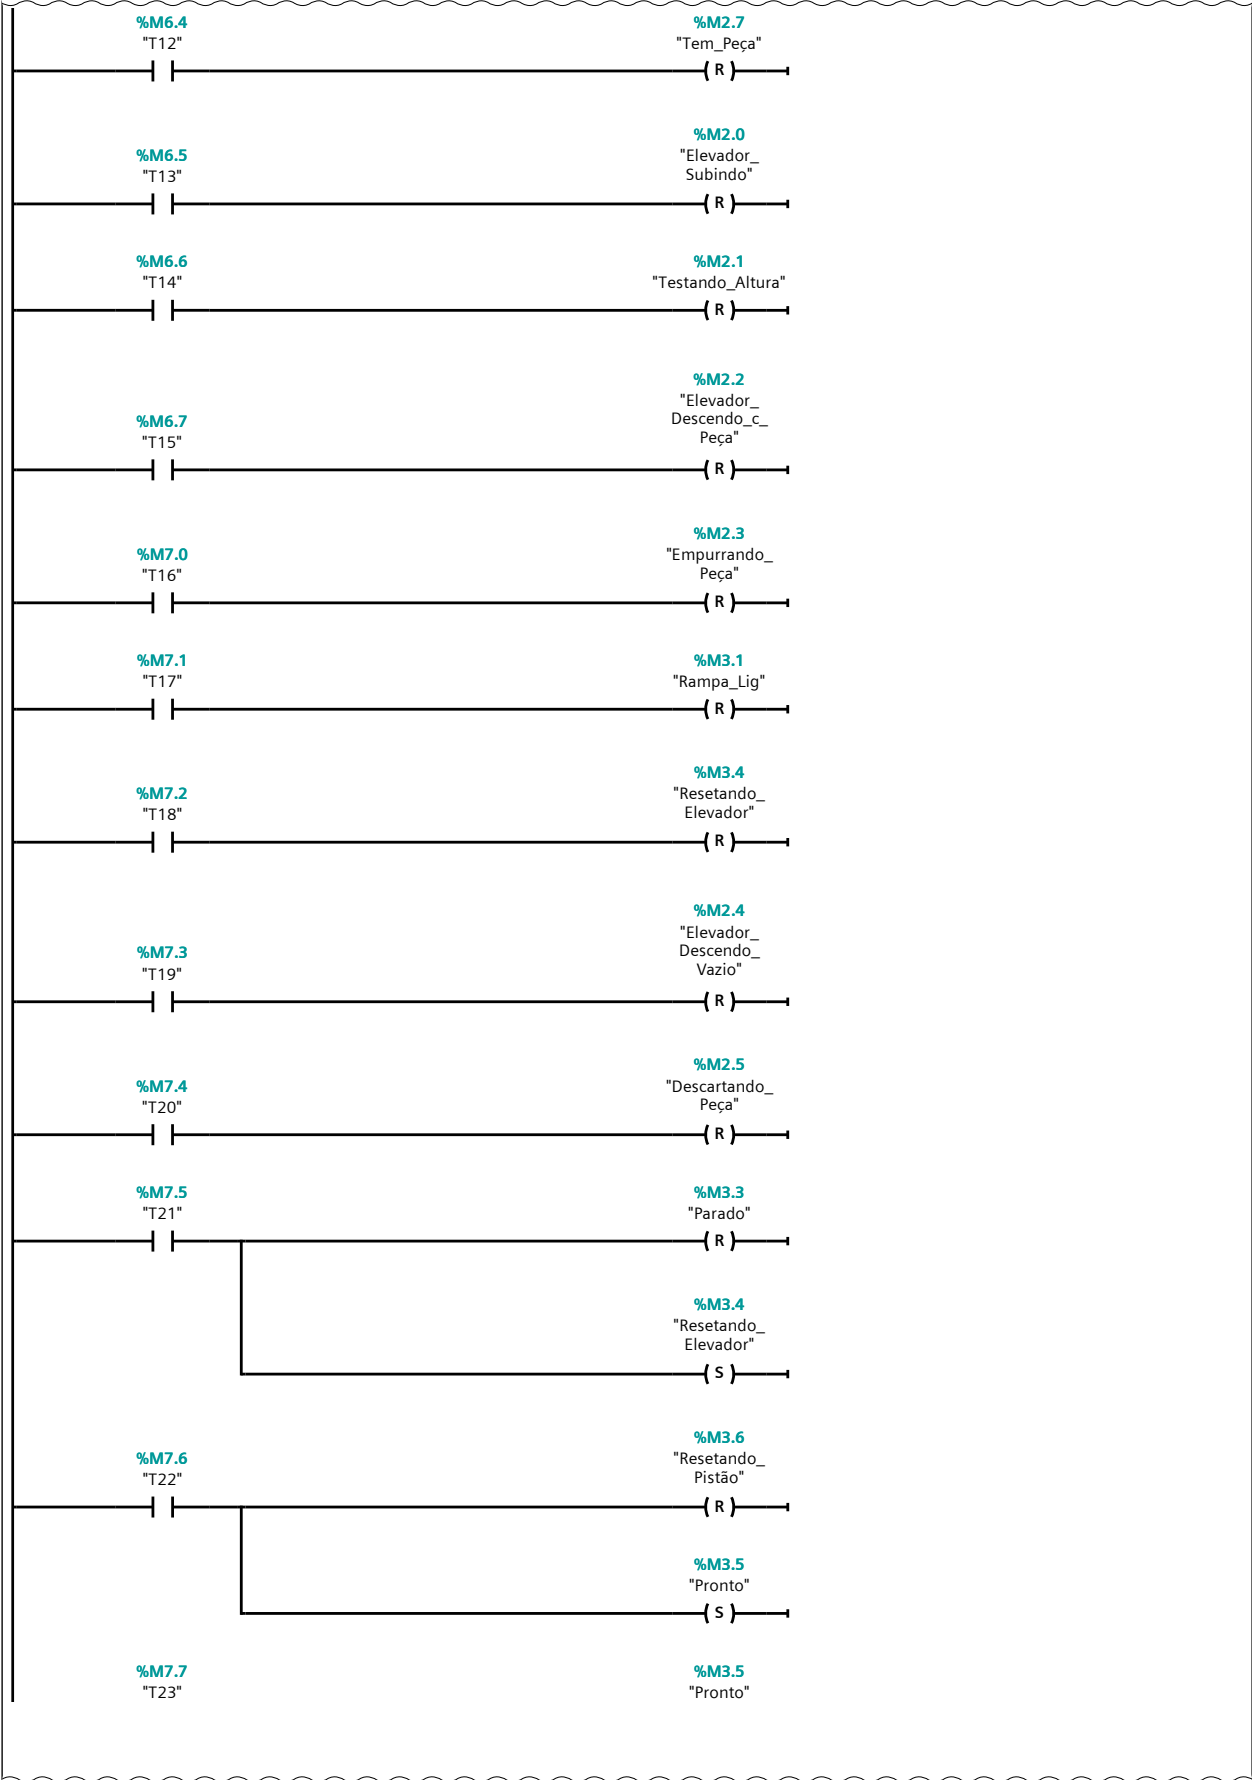 %M6.4
"T12"
%M2.7
"Tem_Peça"
R
%M6.5
"T13"
%M2.0
"Elevador_
Subindo"
R
%M6.6
"T14"
%M2.1
"Testando_Altura"
R
%M6.7
"T15"
%M2.2
"Elevador_
Descendo_c_
Peça"
R
%M7.0
"T16"
%M2.3
"Empurrando_
Peça"
R
%M7.1
"T17"
%M3.1
"Rampa_Lig"
R
%M7.2
"T18"
%M3.4
"Resetando_
Elevador"
R
%M7.3
"T19"
%M2.4
"Elevador_
Descendo_
Vazio"
R
%M7.4
"T20"
%M2.5
"Descartando_
Peça"
R
%M7.5
"T21"
%M3.3
"Parado"
R
%M3.4
"Resetando_
Elevador"
S
%M7.6
"T22"
%M3.6
"Resetando_
Pistão"
R
%M3.5
"Pronto"
S
%M7.7
"T23"
%M3.5
"Pronto"